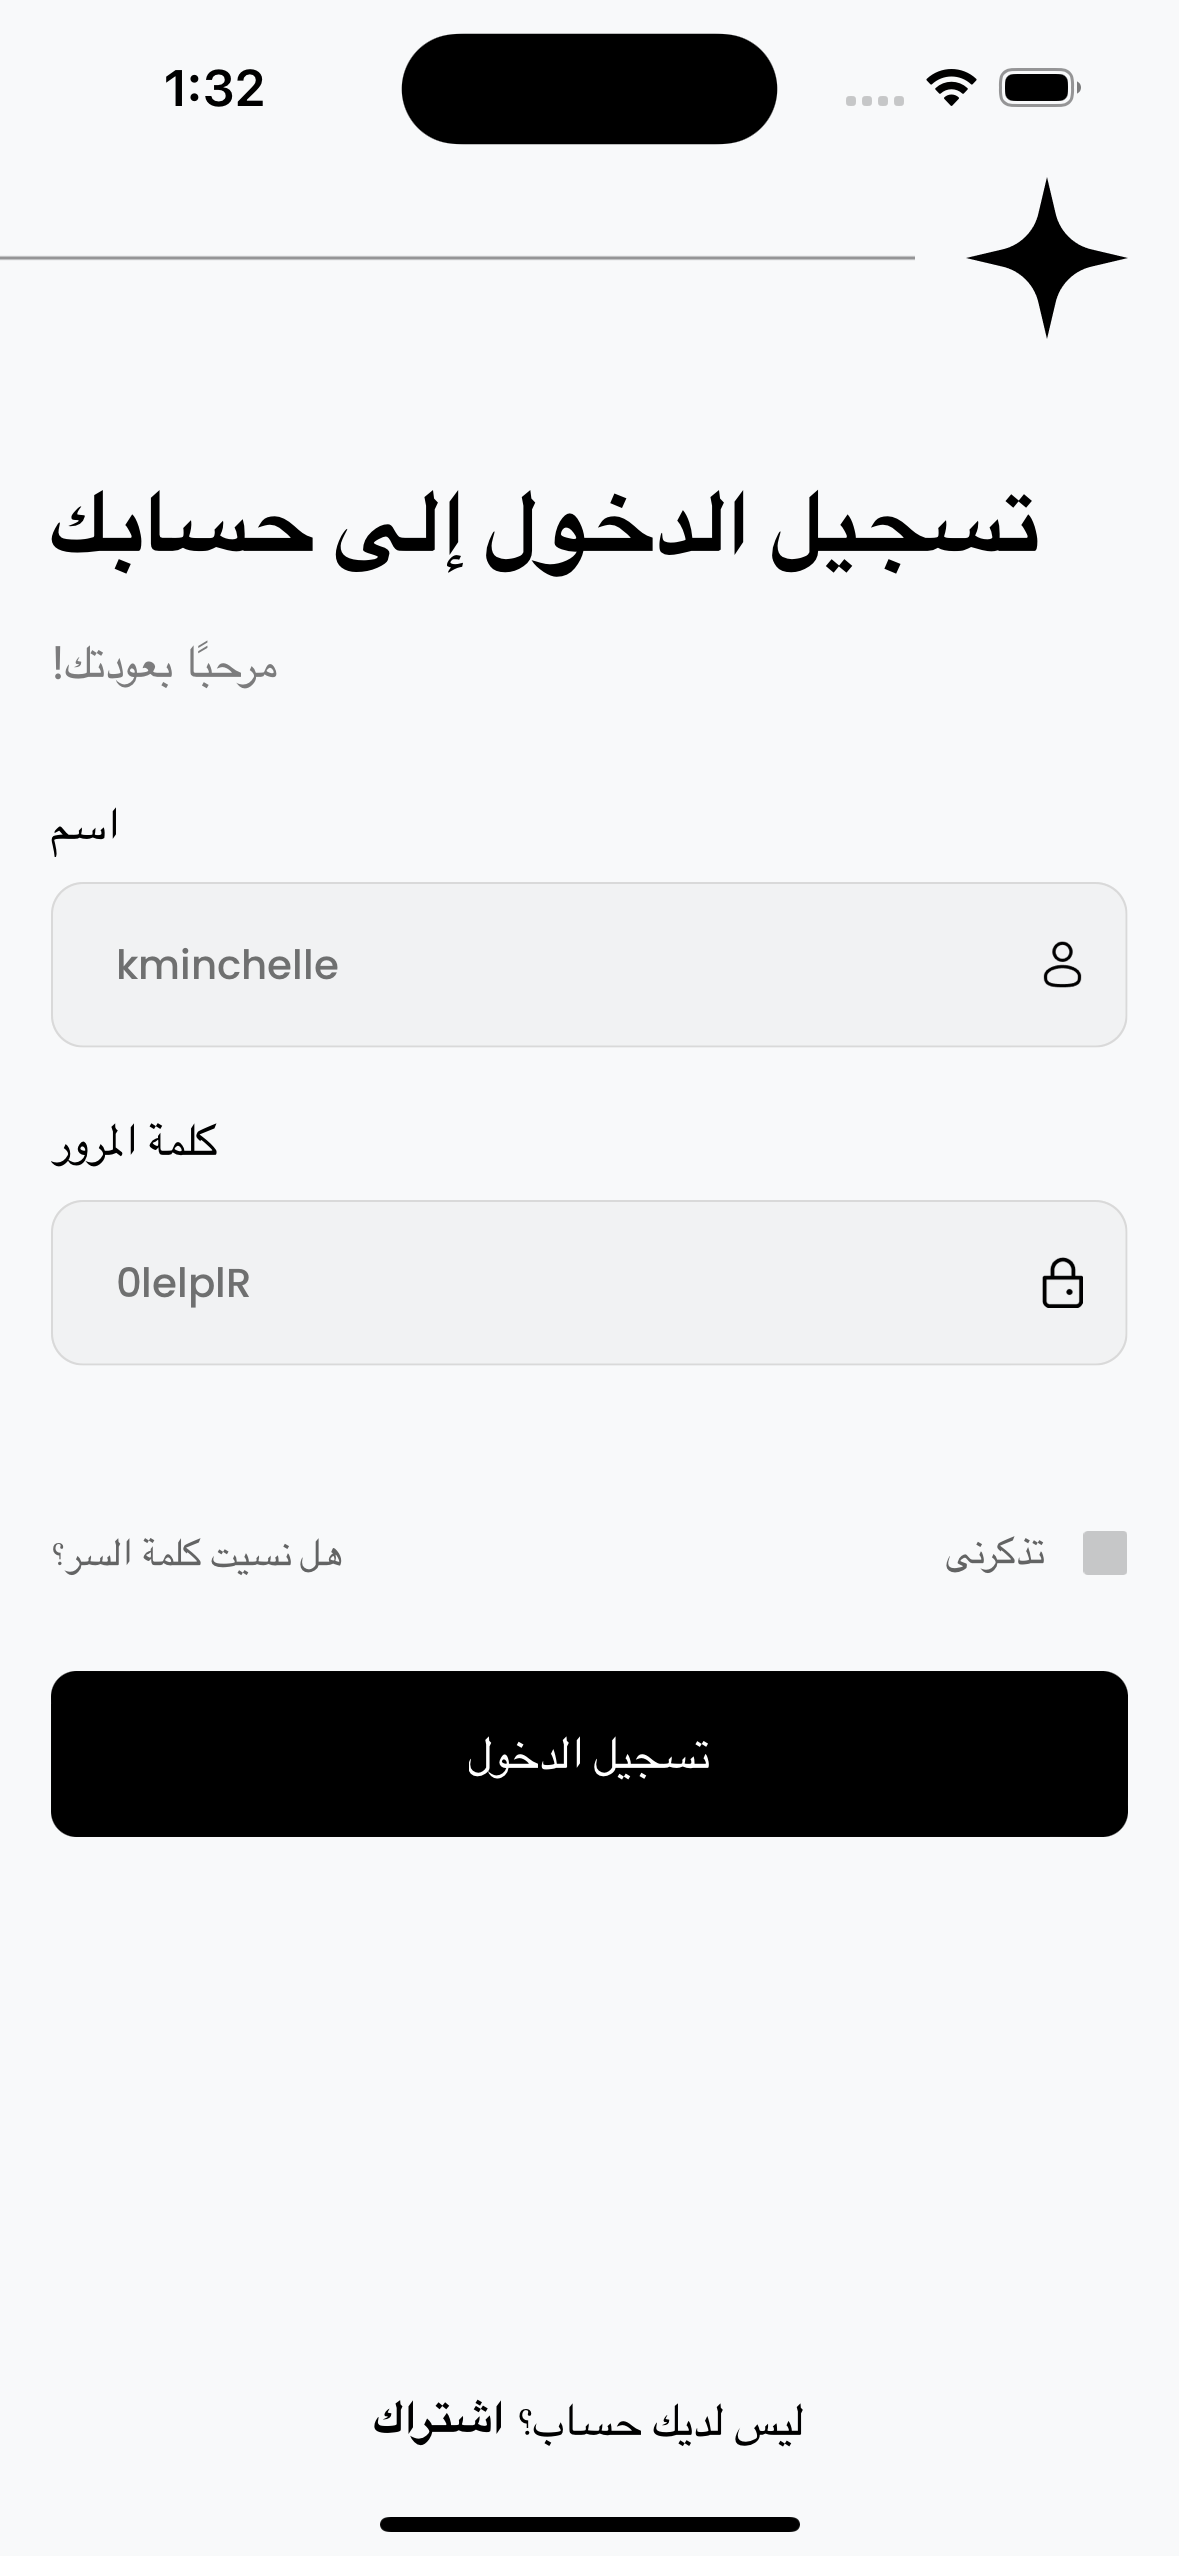 1:32
تسجيل الدخول إلى حسابك
مرحبًا بعودتك!
اسم
kminchelle
كلمة المرور
0lelplR
تذكرنى
هل نسيت كلمة السر؟
تسجيل الدخول
ليس لديك حساب؟ اشتراك